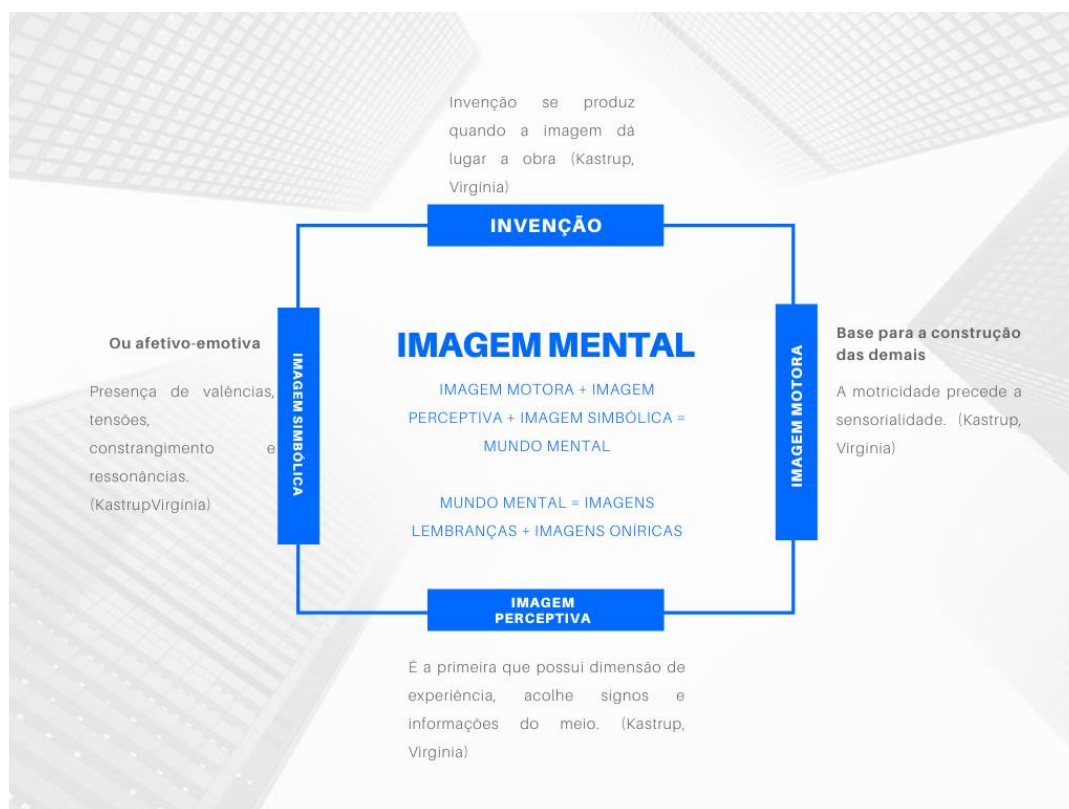 Invenção se produz
quando a imagem dá
lugar a obra (Kastrup,
Virgínia)
INVENÇÃO
Ou afetivo-emotiva
Presença de valências,
tensões,
constrangimento e
ressonâncias.
(KastrupVirgínia)
IMAGEM SIMBÓLICA
IMAGEM MENTAL
IMAGEM MOTORA + IMAGEM
PERCEPTIVA + IMAGEM SIMBÓLICA =
MUNDO MENTAL
MUNDO MENTAL = IMAGENS
LEMBRANÇAS + IMAGENS ONÍRICAS
IMAGEM MOTORA
Base para a construção
das demais
A motricidade precede a
sensorialidade. (Kastrup,
Virginia)
IMAGEM
PERCEPTIVA
É a primeira que possui dimensão de
experiência, acolhe signos e
informações do meio. (Kastrup,
Virginia)